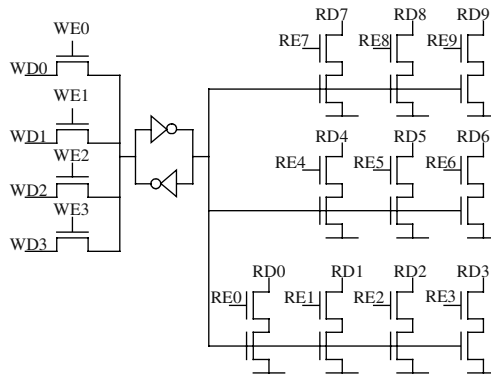 RD7 RD8 RD9
WE0
RE7 RE8 RE9
WD0
WE1
WD1
RD4 RD5 RD6
WE2
RE4 RE5 RE6
WD2
WE3
WD3
RD0 RD1 RD2 RD3
RE0 RE1 RE2 RE3